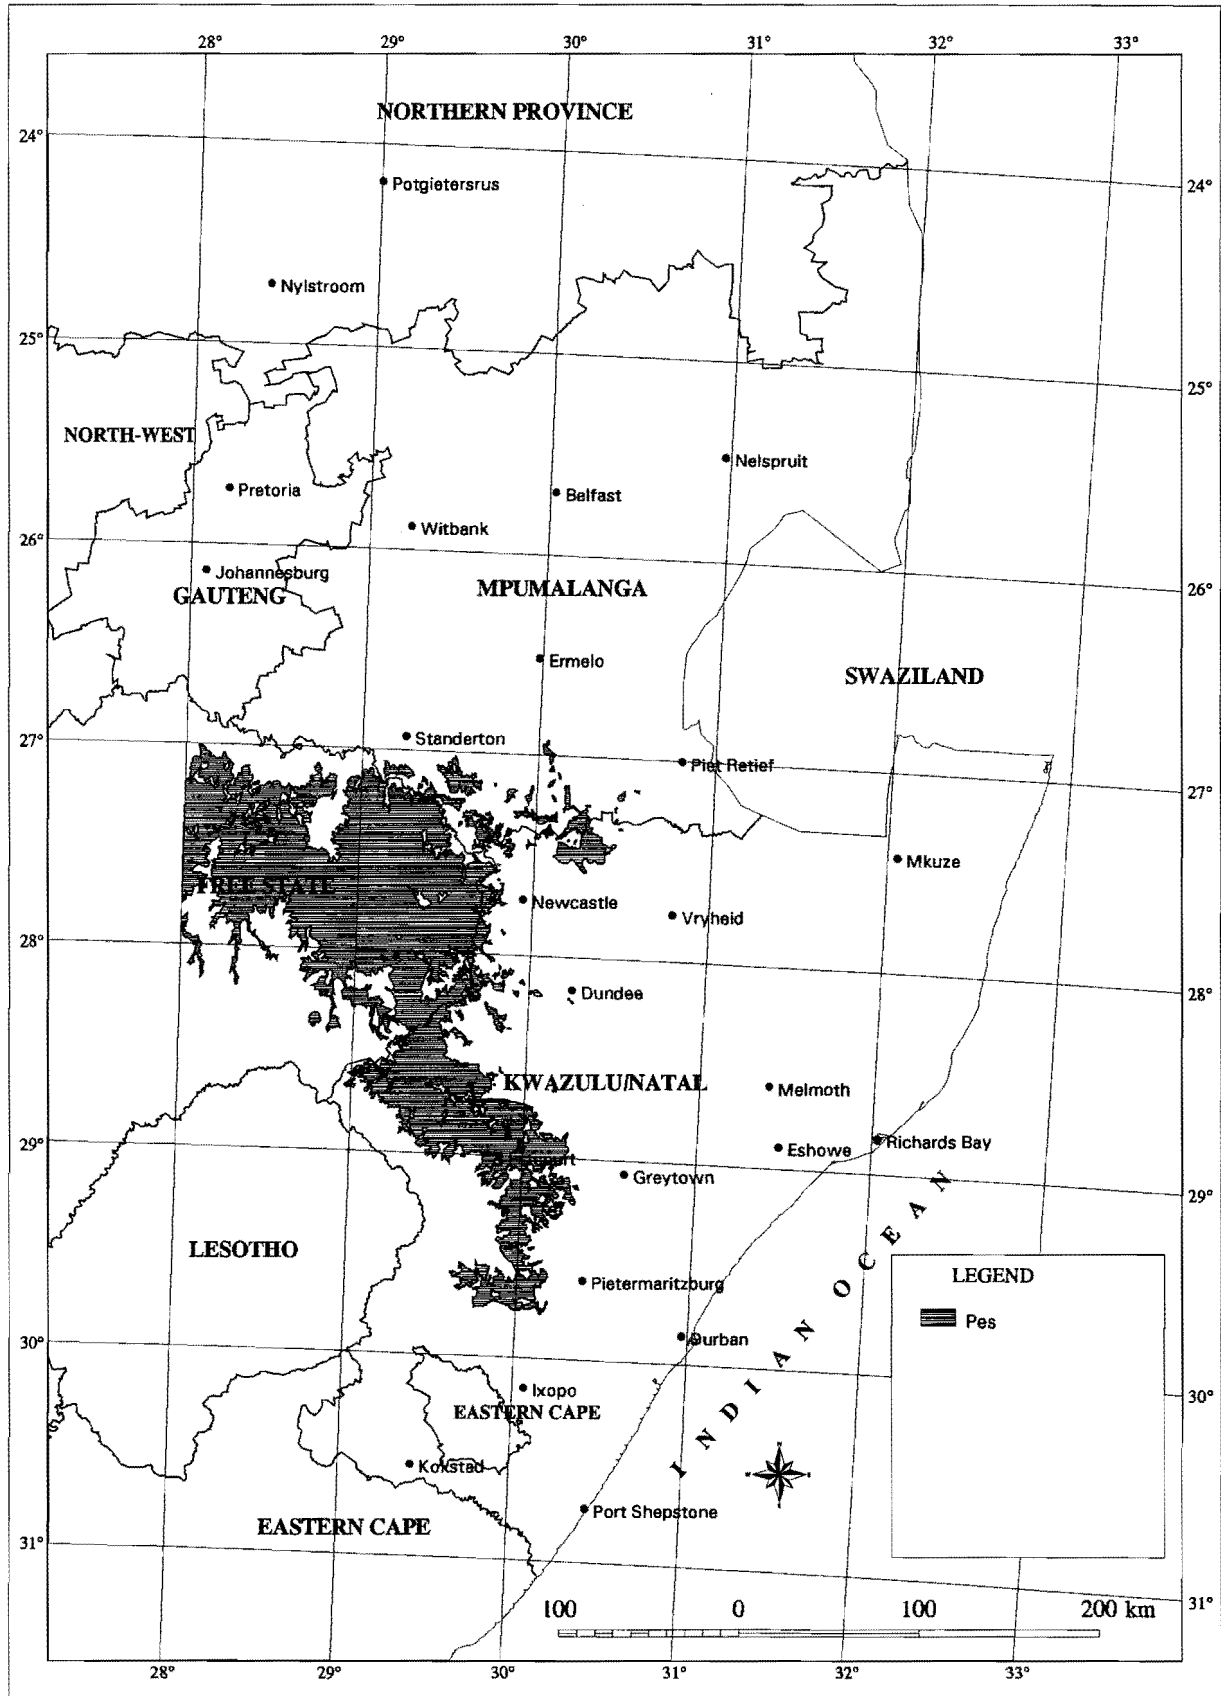 28° 29° 30° 31° 32° 33°
NORTHERN PROVINCE
24°
Potgietersrus
24°
Nylstroom
25°
25°
NORTH-WEST
Nelspruit
Pretoria
Belfast
Witbank
26°
Johannesburg
GAUTENG
MPUMALANGA
26°
Ermelo
SWAZILAND
27°
Standerton
Piet Retief
27°
Mkuze
FREE STATE
Newcastle
Vryheid
28°
Dundee
28°
KWAZULU/NATAL
Melmoth
29°
Eshowe
Richards Bay
Greytown
29°
LESOTHO
INDIAN OCEAN
LEGEND
Pietermaritzburg
Pes
Durban
30°
Ixopo
30°
EASTERN CAPE
Kokstad
Port Shepstone
EASTERN CAPE
31°
31°
100 0 100 200 km
28° 29° 30° 31° 32° 33°